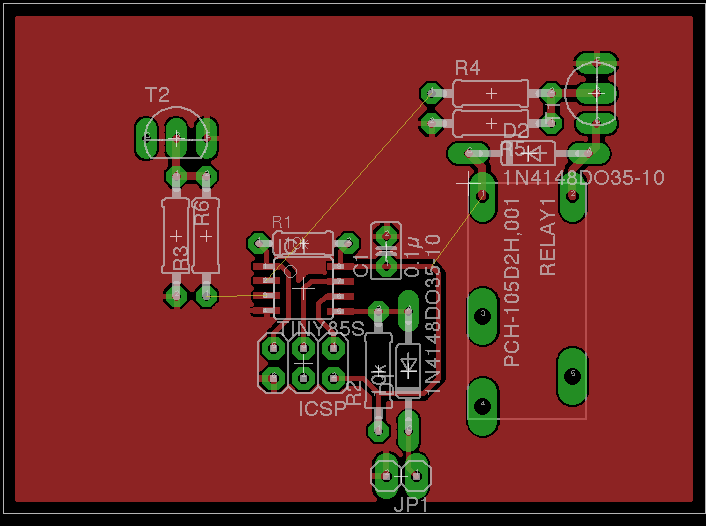 R4
T2
D2
R5
1N4148DO35-10
R6
R3
R1
IC1
C1
0.1µ
1N4148DO35-10
PCH-105D2H,001
RELAY1
TINY85S
R2
ICSP
JP1